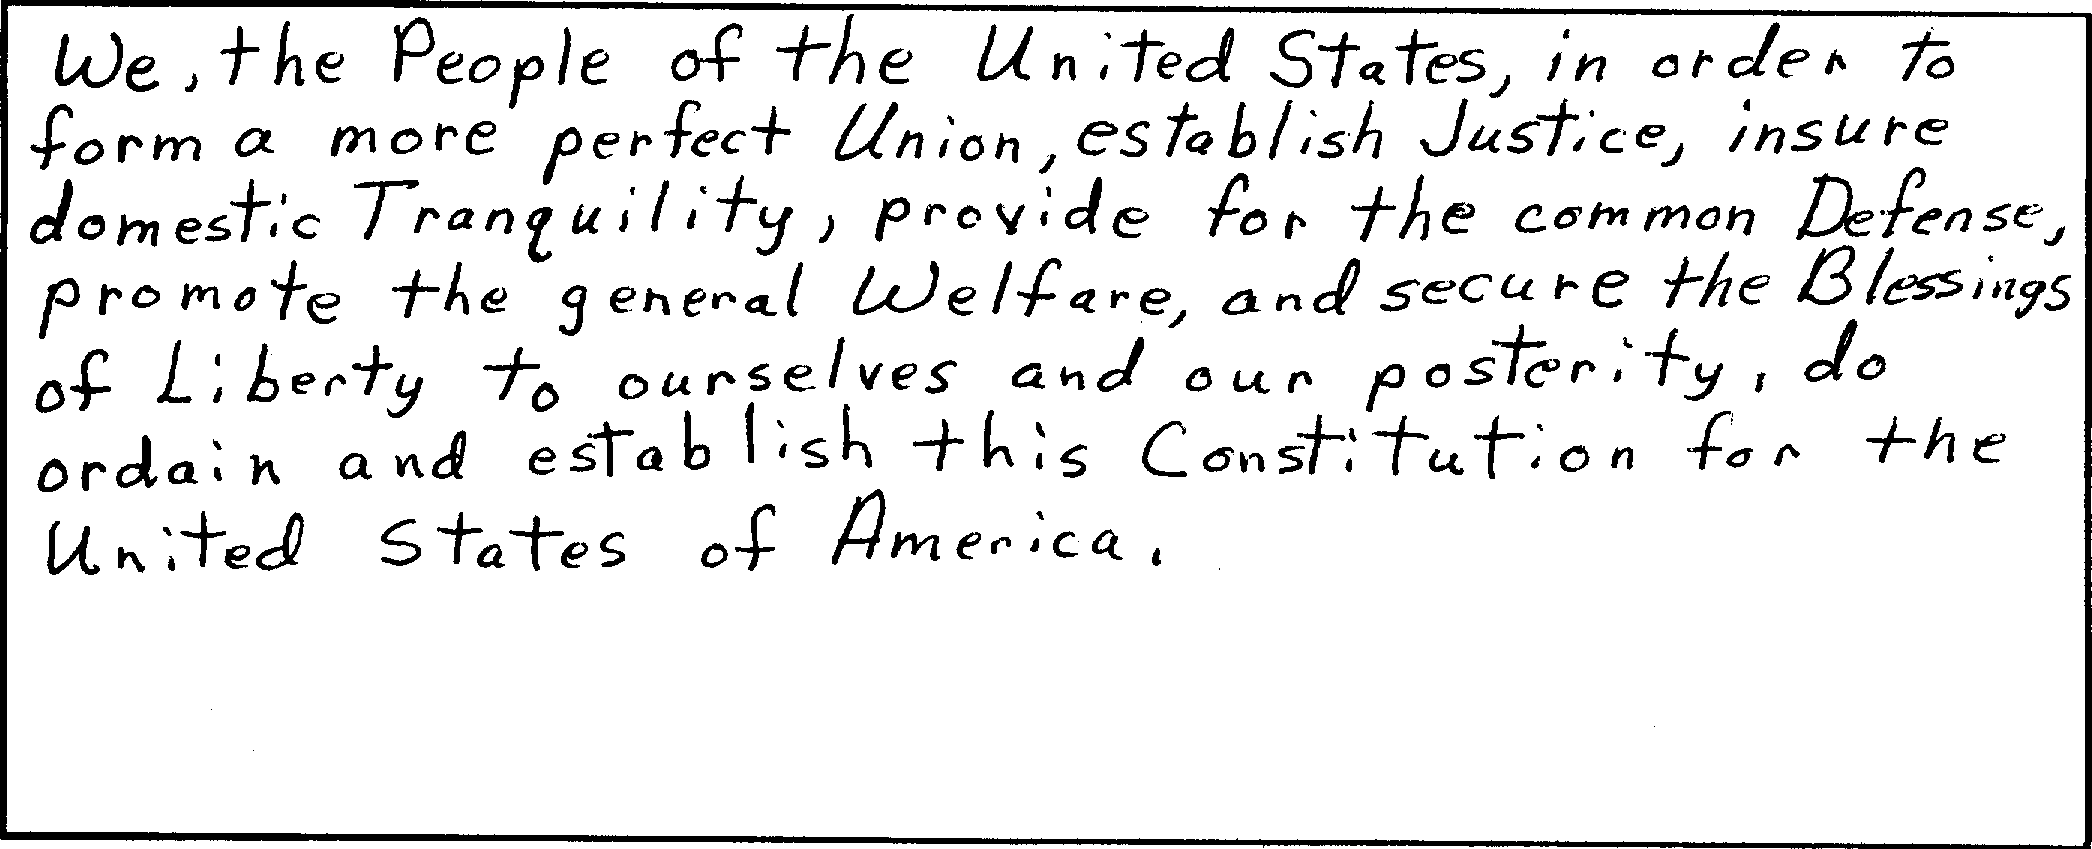 We, the People of the United States, in order to
form a more perfect Union, establish Justice, insure
domestic Tranquility, provide for the common Defense,
promote the general Welfare, and secure the Blessings
of Liberty to ourselves and our posterity, do
ordain and establish this Constitution for the
United States of America.